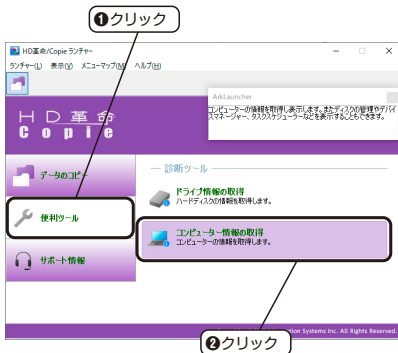 ❶クリック
HD革命/Copie ランチャー
ランチャー(L) 表示(V) メニューマップ(M) ヘルプ(H)
ArkLauncher
コンピューターの情報を取得し表示します。またディスクの管理やデバイスマネージャー、タスクスケジューラーなどを表示することもできます。
HD革命
Copie
データのコピー
便利ツール
サポート情報
診断ツール
ドライブ情報の取得
ハードディスクの情報を取得します。
コンピューター情報の取得
コンピューターの情報を取得します。
tion Systems Inc. All Rights Reserved.
❷クリック